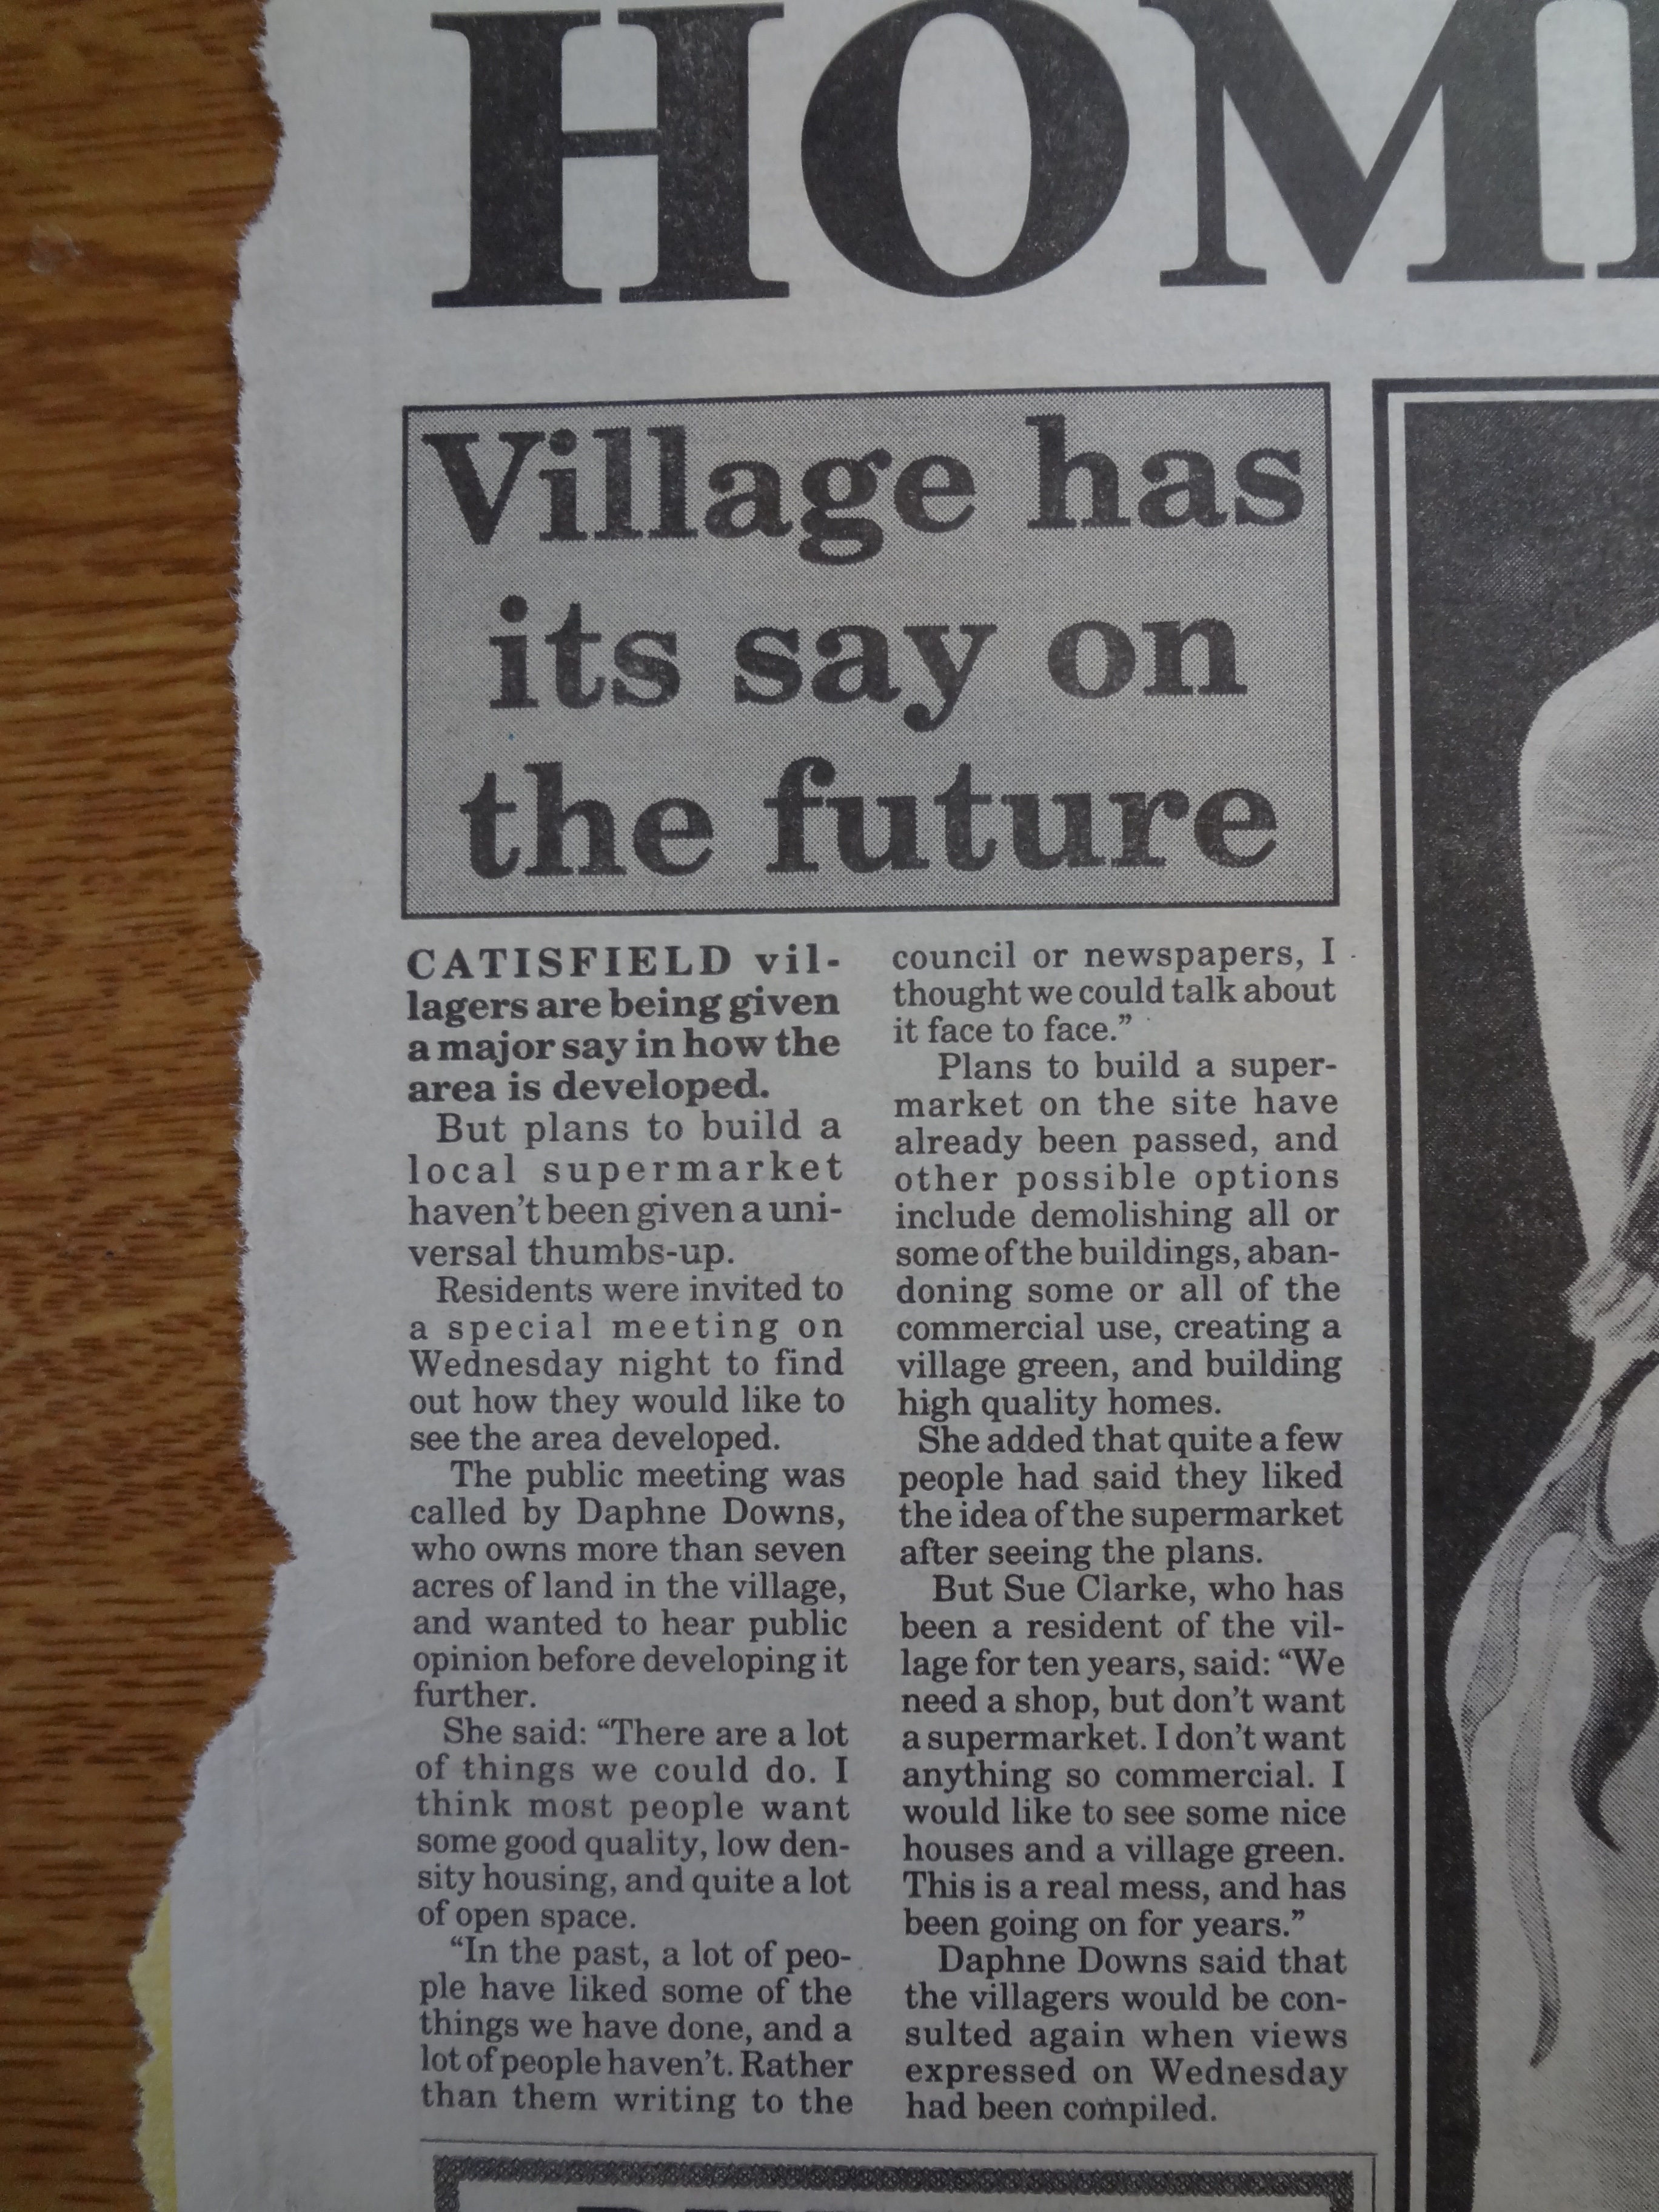 HOM
Village has
its say on
the future
CATISFIELD vil-
lagers are being given
a major say in how the
area is developed.
But plans to build a
local supermarket
haven't been given a uni-
versal thumbs-up.
Residents were invited to
a special meeting on
Wednesday night to find
out how they would like to
see the area developed.
The public meeting was
called by Daphne Downs,
who owns more than seven
acres of land in the village,
and wanted to hear public
opinion before developing it
further.
She said: “There are a lot
of things we could do. I
think most people want
some good quality, low den-
sity housing, and quite a lot
of open space.
“In the past, a lot of peo-
ple have liked some of the
things we have done, and a
lot of people haven't. Rather
than them writing to the
council or newspapers, I
thought we could talk about
it face to face.”
Plans to build a super-
market on the site have
already been passed, and
other possible options
include demolishing all or
some of the buildings, aban-
doning some or all of the
commercial use, creating a
village green, and building
high quality homes.
She added that quite a few
people had said they liked
the idea of the supermarket
after seeing the plans.
But Sue Clarke, who has
been a resident of the vil-
lage for ten years, said: “We
need a shop, but don't want
a supermarket. I don't want
anything so commercial. I
would like to see some nice
houses and a village green.
This is a real mess, and has
been going on for years.”
Daphne Downs said that
the villagers would be con-
sulted again when views
expressed on Wednesday
had been compiled.